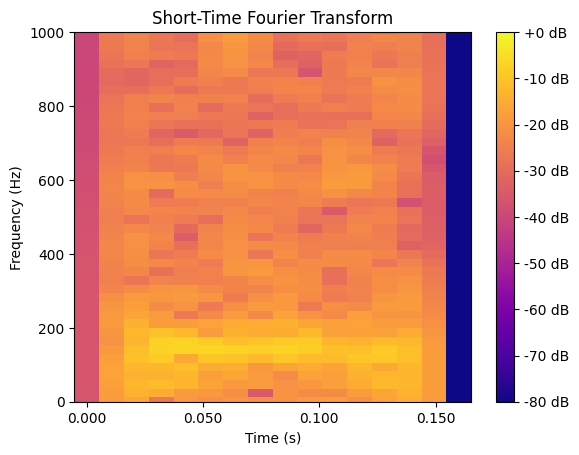 Short-Time Fourier Transform
1000
800
600
400
200
0
Frequency (Hz)
0.000
0.050
0.100
0.150
Time (s)
+0 dB
-10 dB
-20 dB
-30 dB
-40 dB
-50 dB
-60 dB
-70 dB
-80 dB